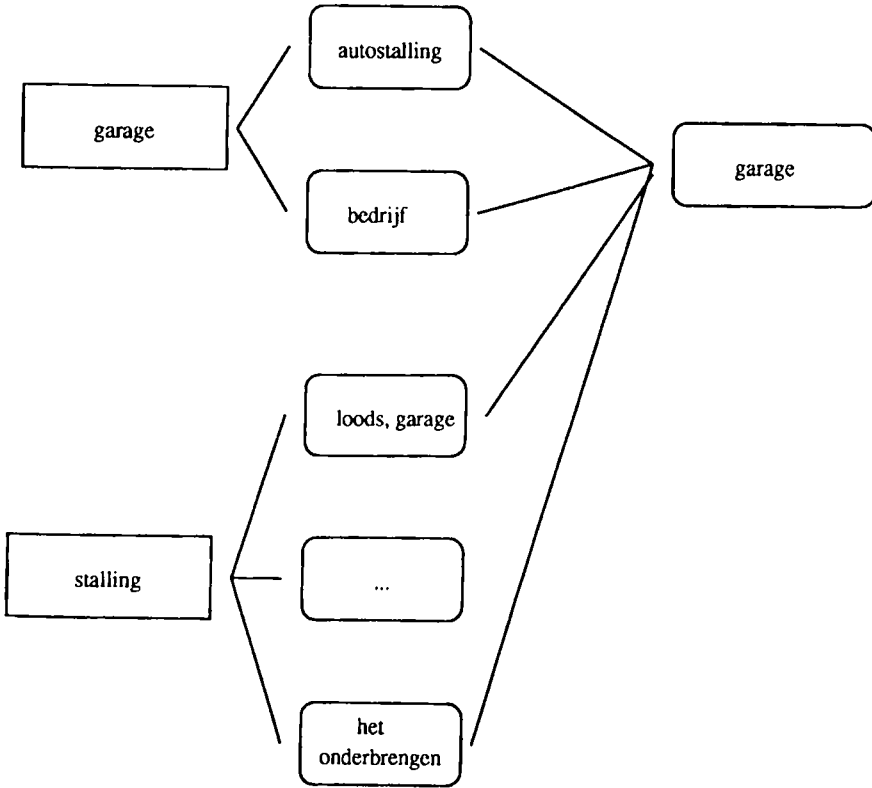 autostalling
garage
garage
bedrijf
loods, garage
stalling
...
het
onderbrengen